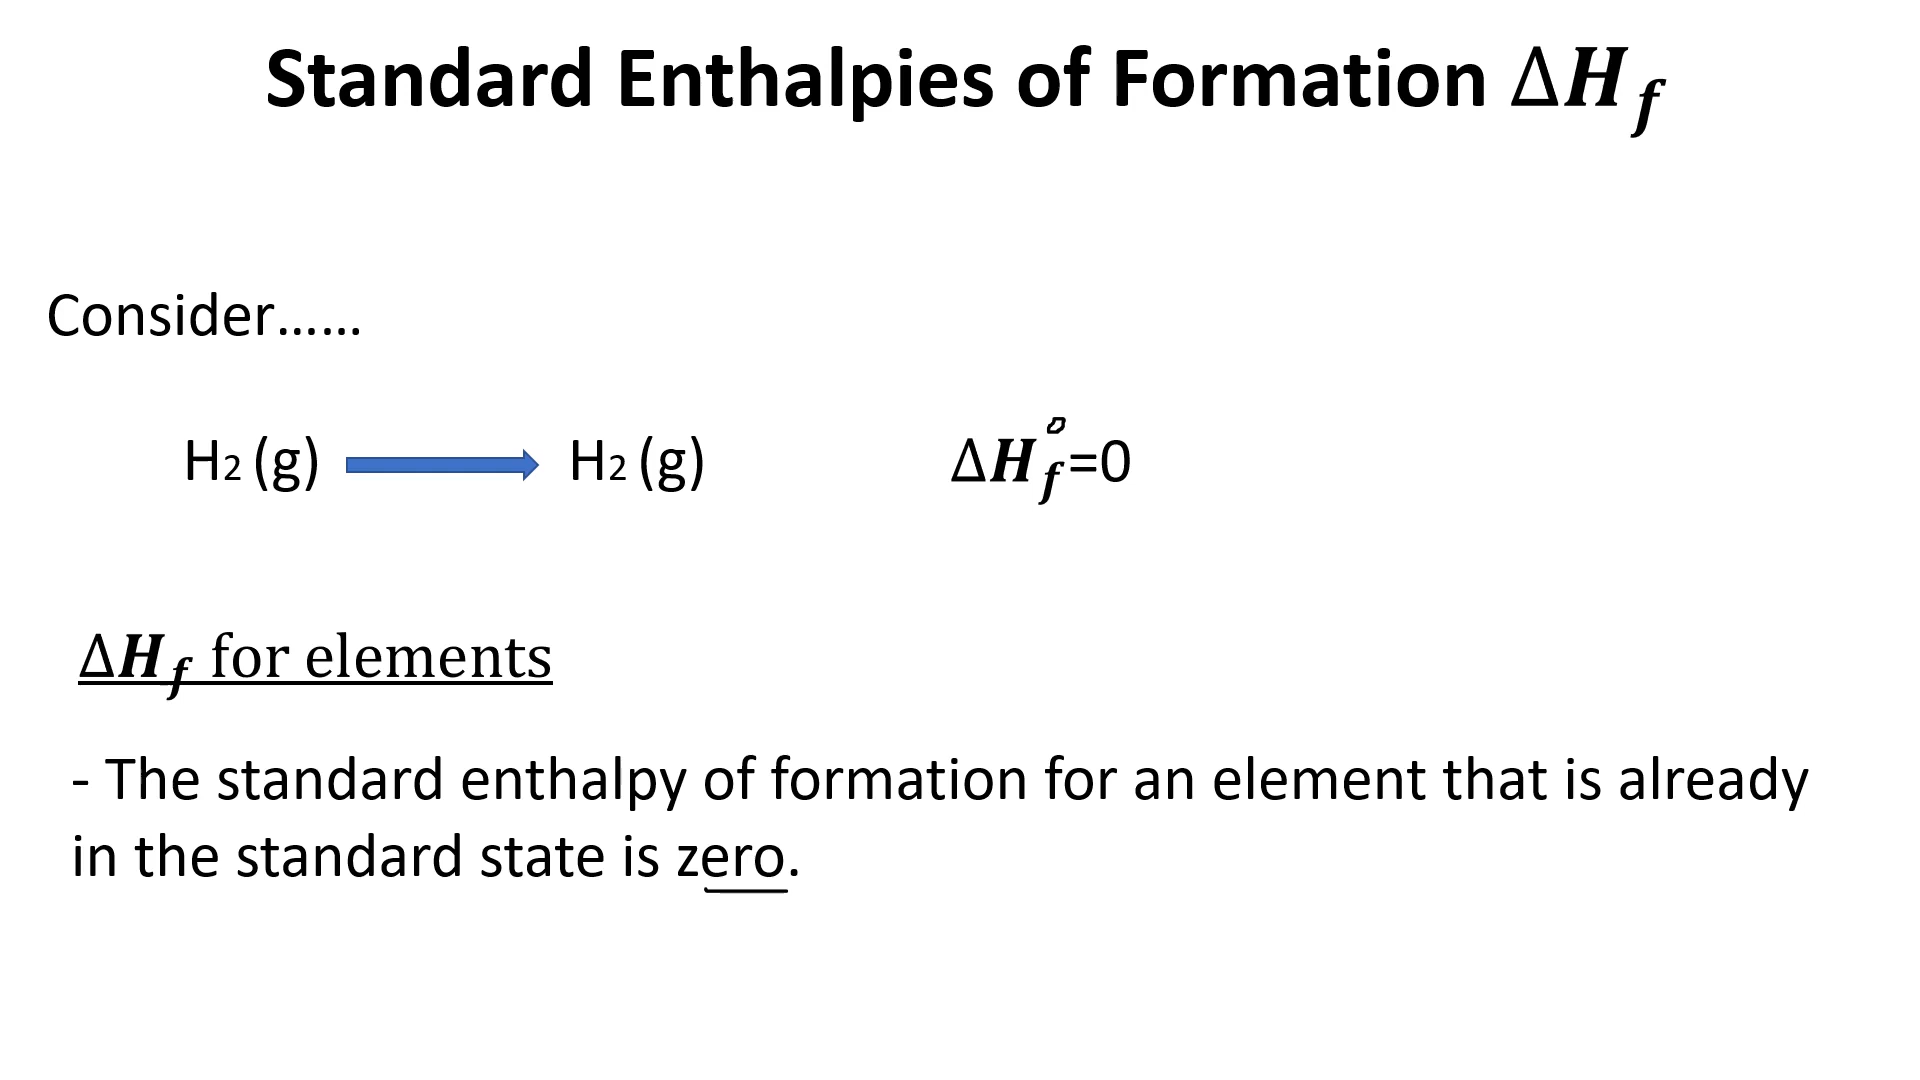 Standard Enthalpies of Formation Δ𝑯𝒇
Consider......
H₂ (g) → H₂ (g) Δ𝑯𝒇°=0
Δ𝑯𝒇 for elements
- The standard enthalpy of formation for an element that is already
in the standard state is zero.